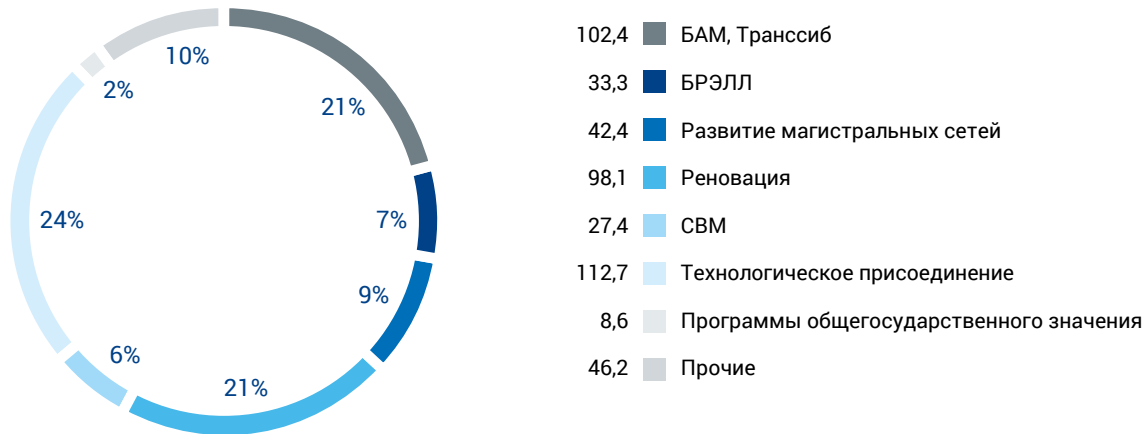 10%
2%
21%
24%
7%
9%
6%
21%
102,4 БАМ, Транссиб
33,3 БРЭЛЛ
42,4 Развитие магистральных сетей
98,1 Реновация
27,4 СВМ
112,7 Технологическое присоединение
8,6 Программы общегосударственного значения
46,2 Прочие